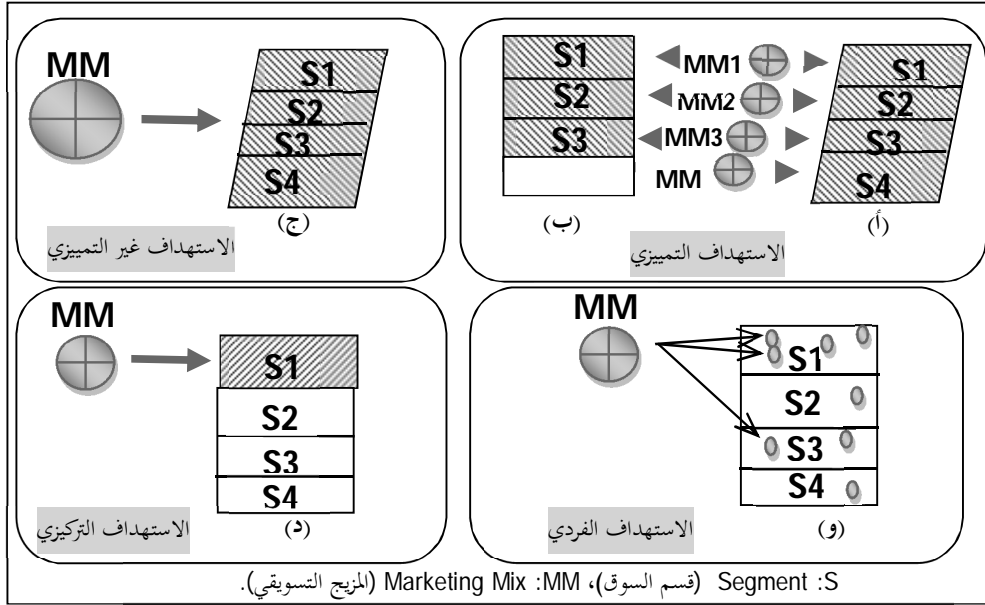 MM1
MM2
MM3
MM
S1
S2
S3
S4
(أ)
S1
S2
S3
(ب)
الاستهداف التمييزي
MM
S1
S2
S3
S4
(ج)
الاستهداف غير التمييزي
MM
S1
S2
S3
S4
(و)
الاستهداف الفردي
MM
S1
S2
S3
S4
(د)
الاستهداف التركيزي
S: Segment (قسم السوق)، MM: Marketing Mix (المزيج التسويقي).